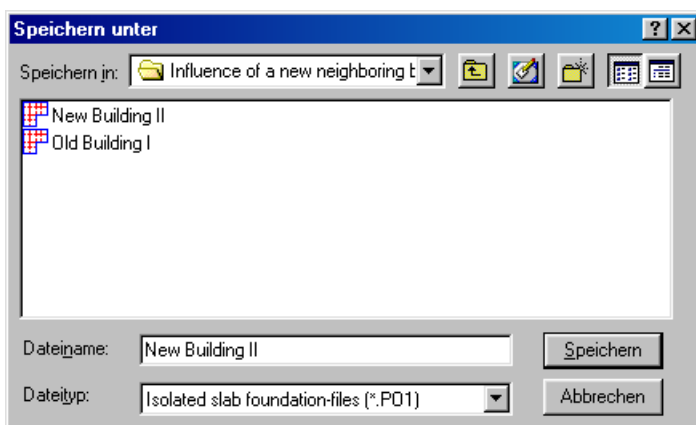 Speichern unter
Speichern in: Influence of a new neighboring
New Building II
Old Building I
Dateiname: New Building II Speichern
Dateityp: Isolated slab foundation-files (*.PO1) Abbrechen